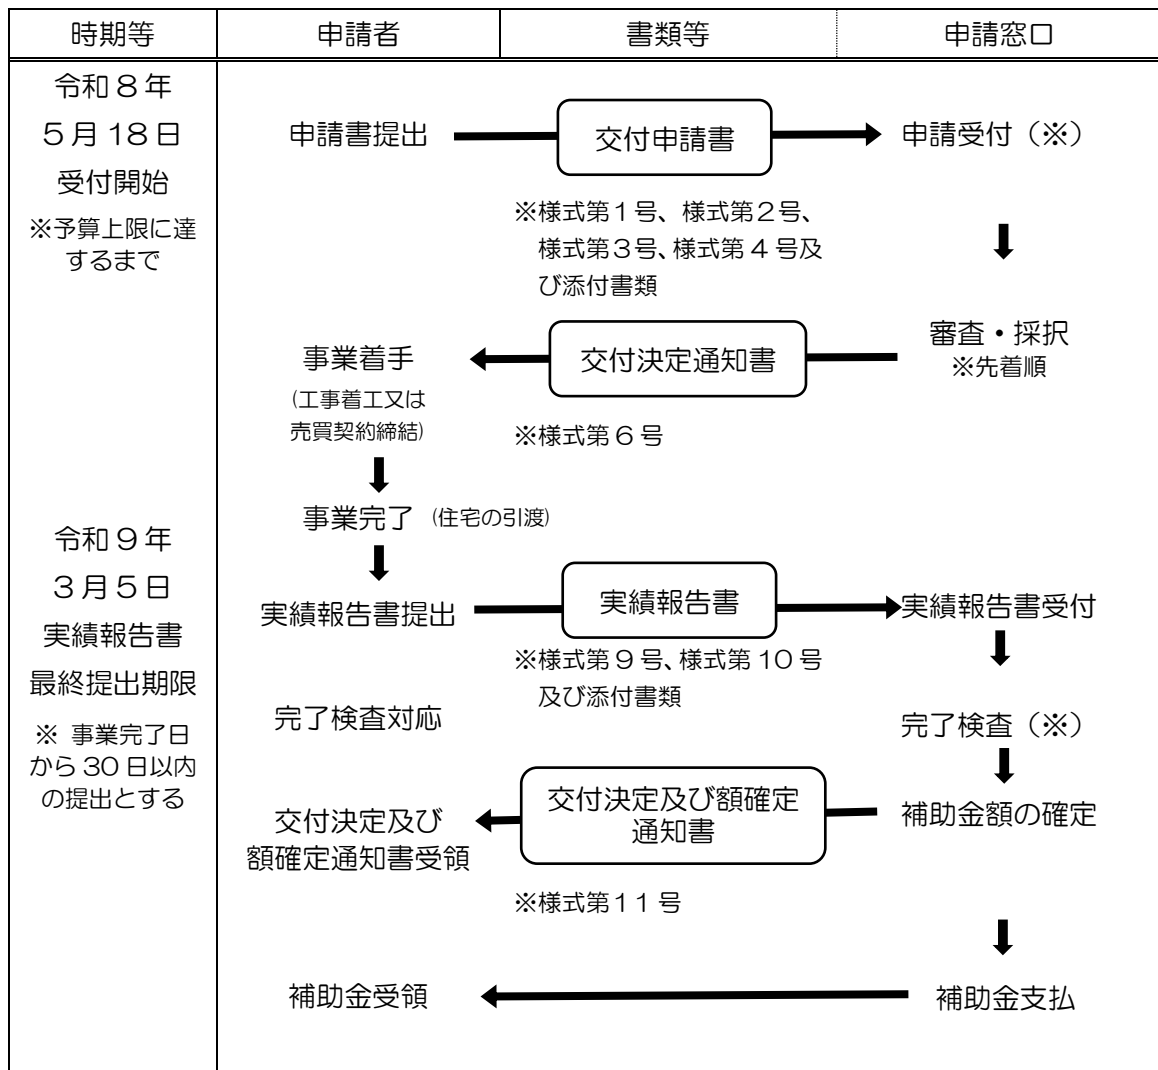 時期等
申請者
書類等
申請窓口
令和8年
5月18日
受付開始
※予算上限に達
するまで
申請書提出
交付申請書
申請受付（※）
※様式第1号、様式第2号、
様式第3号、様式第4号及
び添付書類
審査・採択
※先着順
交付決定通知書
事業着手
(工事着工又は
売買契約締結)
※様式第6号
事業完了 (住宅の引渡)
令和9年
3月5日
実績報告書
最終提出期限
※ 事業完了日
から30日以内
の提出とする
実績報告書提出
実績報告書
実績報告書受付
※様式第9号、様式第10号
及び添付書類
完了検査対応
完了検査（※）
交付決定及び額確定
通知書
補助金額の確定
交付決定及び
額確定通知書受領
※様式第11号
補助金受領
補助金支払